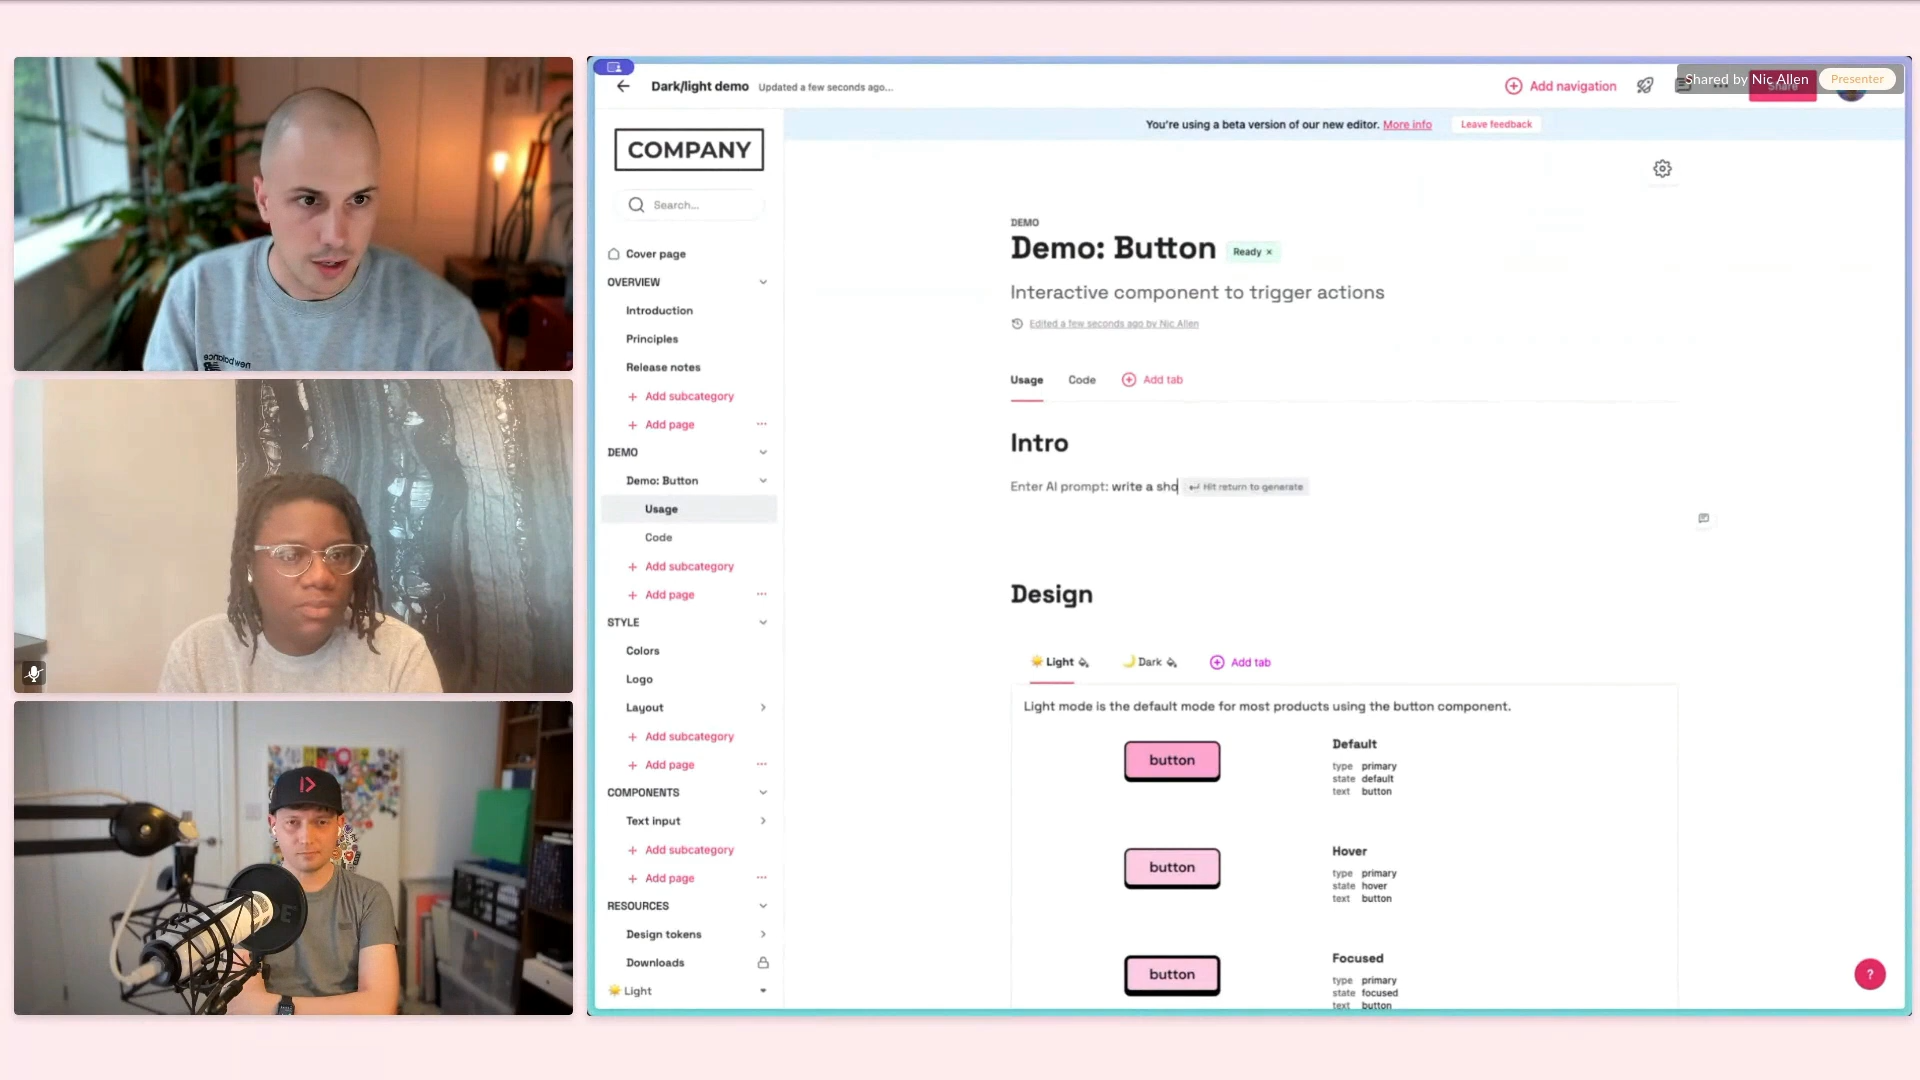 Dark/light demo
Updated a few seconds ago...
Add navigation
Shared by Nic Allen
Presenter
Share
You're using a beta version of our new editor. More info
Leave feedback
COMPANY
Search...
Cover page
OVERVIEW
Introduction
Principles
Release notes
+ Add subcategory
+ Add page
DEMO
Demo: Button
Usage
Code
+ Add subcategory
+ Add page
STYLE
Colors
Logo
Layout
+ Add subcategory
+ Add page
COMPONENTS
Text input
+ Add subcategory
+ Add page
RESOURCES
Design tokens
Downloads
Light
DEMO
Demo: Button
Ready ×
Interactive component to trigger actions
Edited a few seconds ago by Nic Allen
Usage
Code
Add tab
Intro
Enter AI prompt: write a sho
Hit return to generate
Design
Light
Dark
Add tab
Light mode is the default mode for most products using the button component.
button
Default
type primary
state default
text button
button
Hover
type primary
state hover
text button
button
Focused
type primary
state focused
text button
?
new balance